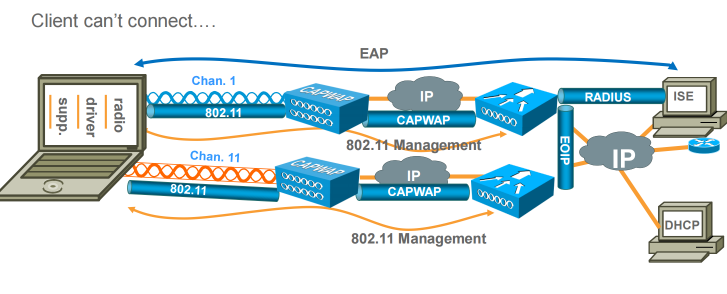 Client can't connect….
EAP
Chan. 1
802.11
CAPWAP
IP
CAPWAP
RADIUS
ISE
802.11 Management
radio
driver
supp.
EOIP
IP
Chan. 11
802.11
CAPWAP
IP
CAPWAP
802.11 Management
DHCP